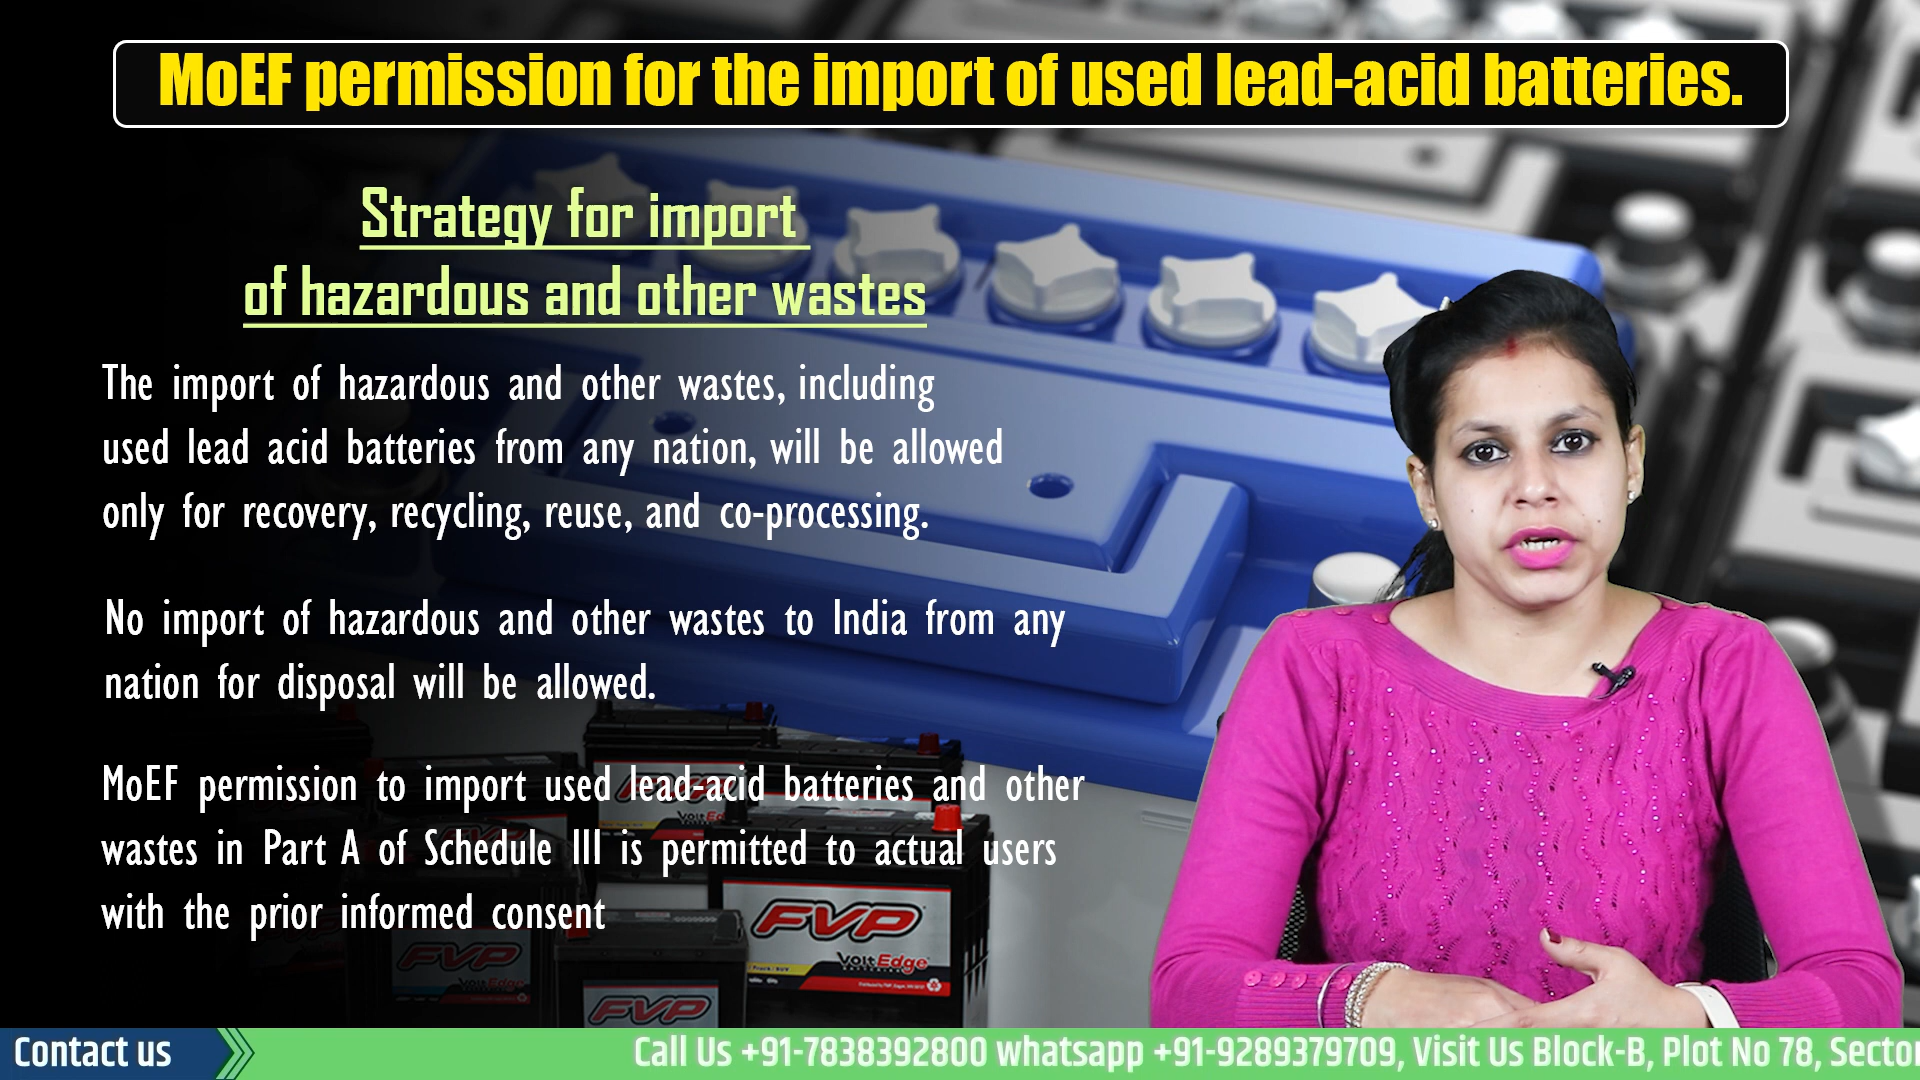 MoEF permission for the import of used lead-acid batteries.
Strategy for import
of hazardous and other wastes
The import of hazardous and other wastes, including
used lead acid batteries from any nation, will be allowed
only for recovery, recycling, reuse, and co-processing.
No import of hazardous and other wastes to India from any
nation for disposal will be allowed.
MoEF permission to import used lead-acid batteries and other
wastes in Part A of Schedule III is permitted to actual users
with the prior informed consent
FVP
VoltEdge
FVP
VoltEdge
FVP
Contact us
Call Us +91-7838392800 whatsapp +91-9289379709, Visit Us Block-B, Plot No 78, Sector